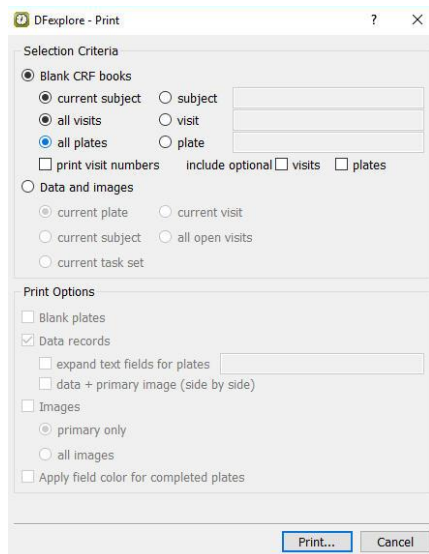 DFexplore - Print ? ×
Selection Criteria
Blank CRF books
current subject subject
all visits visit
all plates plate
print visit numbers include optional visits plates
Data and images
current plate current visit
current subject all open visits
current task set
Print Options
Blank plates
Data records
expand text fields for plates
data + primary image (side by side)
Images
primary only
all images
Apply field color for completed plates
Print... Cancel